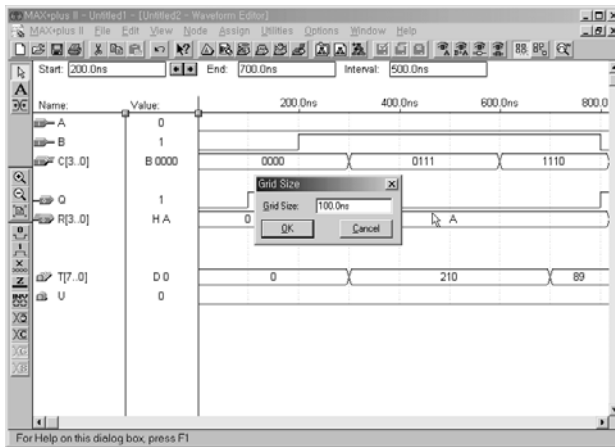 MAX+plus II - Untitled1 - [Untitled2 - Waveform Editor]
MAX+plus II File Edit View Node Assign Utilities Options Window Help
Start: 200.0ns End: 700.0ns Interval: 500.0ns
Name: Value: 200.0ns 400.0ns 600.0ns 800.0
A 0
B 1
C[3..0] B 0000 0000 0111 1110
Grid Size
Q 1
Grid Size: 100.0ns
R[3..0] H A 0 A
OK Cancel
T[7..0] D 0 0 210 89
U 0
For Help on this dialog box, press F1